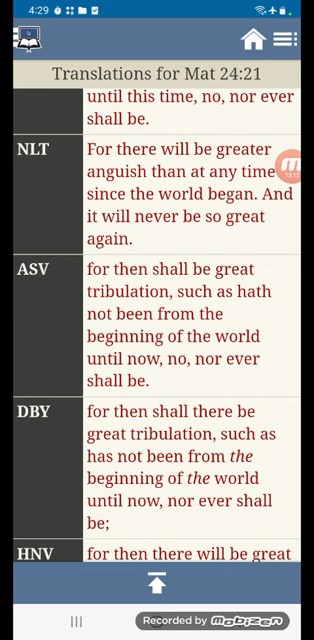 4:29
Translations for Mat 24:21
until this time, no, nor ever
shall be.
NLT
For there will be greater
anguish than at any time
since the world began. And
it will never be so great
again.
ASV
for then shall be great
tribulation, such as hath
not been from the
beginning of the world
until now, no, nor ever
shall be.
DBY
for then shall there be
great tribulation, such as
has not been from the
beginning of the world
until now, nor ever shall
be;
HNV
for then there will be great
Recorded by mobizen